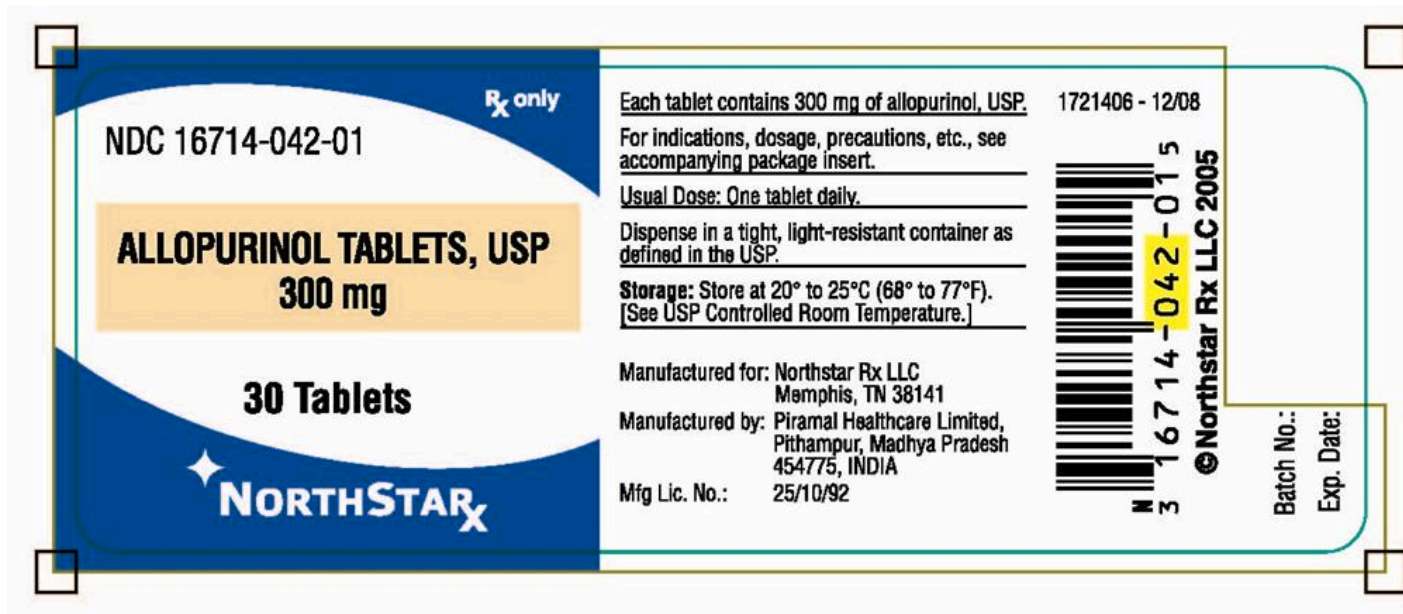 Rx only
NDC 16714-042-01
ALLOPURINOL TABLETS, USP
300 mg
30 Tablets
NORTHSTARx
Each tablet contains 300 mg of allopurinol, USP.
For indications, dosage, precautions, etc., see
accompanying package insert.
Usual Dose: One tablet daily.
Dispense in a tight, light-resistant container as
defined in the USP.
Storage: Store at 20° to 25°C (68° to 77°F).
[See USP Controlled Room Temperature.]
Manufactured for: Northstar Rx LLC
Memphis, TN 38141
Manufactured by: Piramal Healthcare Limited,
Pithampur, Madhya Pradesh
454775, INDIA
Mfg Lic. No.: 25/10/92
1721406 - 12/08
N
3 16714-042-01 5
©Northstar Rx LLC 2005
Batch No.:
Exp. Date: